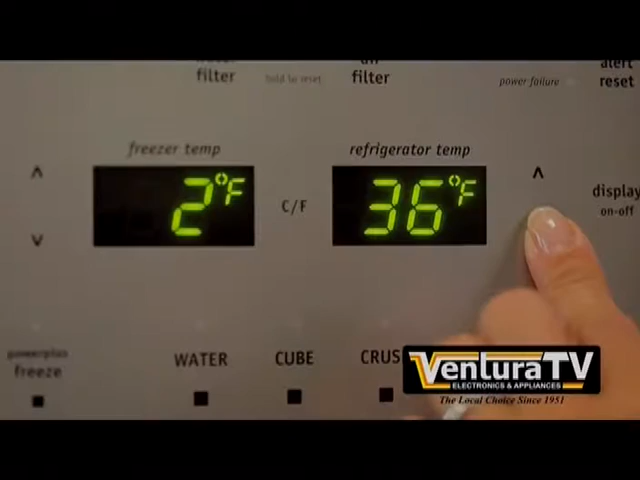 filter
hold to reset
filter
power failure
alert
reset
freezer temp
refrigerator temp
2°F
C/F
36°F
display
on-off
powerplus
freeze
WATER
CUBE
CRUS
VenturaTV
ELECTRONICS & APPLIANCES
The Local Choice Since 1951